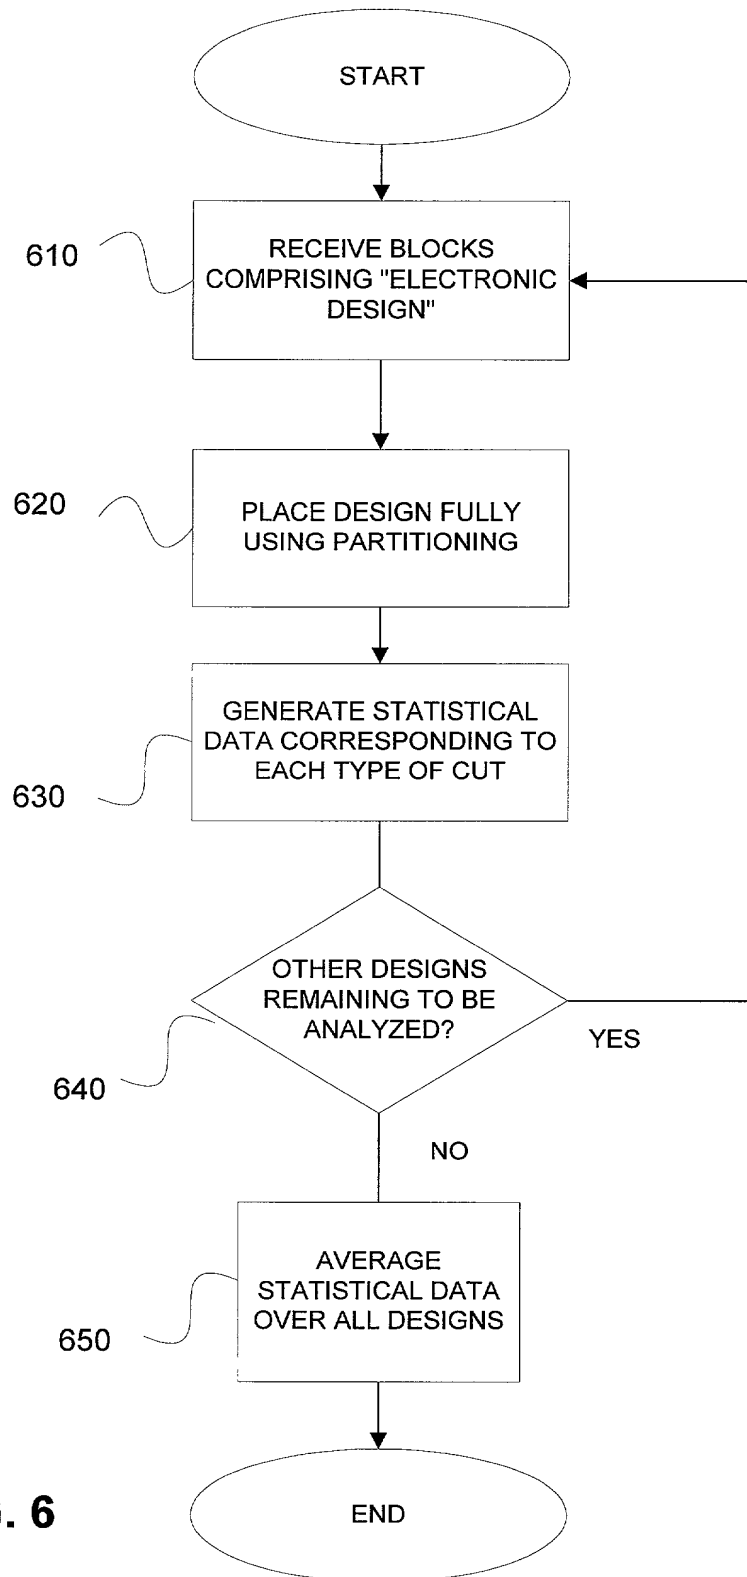 START
610
RECEIVE BLOCKS
COMPRISING "ELECTRONIC
DESIGN"
620
PLACE DESIGN FULLY
USING PARTITIONING
GENERATE STATISTICAL
DATA CORRESPONDING TO
EACH TYPE OF CUT
630
OTHER DESIGNS
REMAINING TO BE
ANALYZED?
YES
640
NO
AVERAGE
STATISTICAL DATA
OVER ALL DESIGNS
650
END
. 6